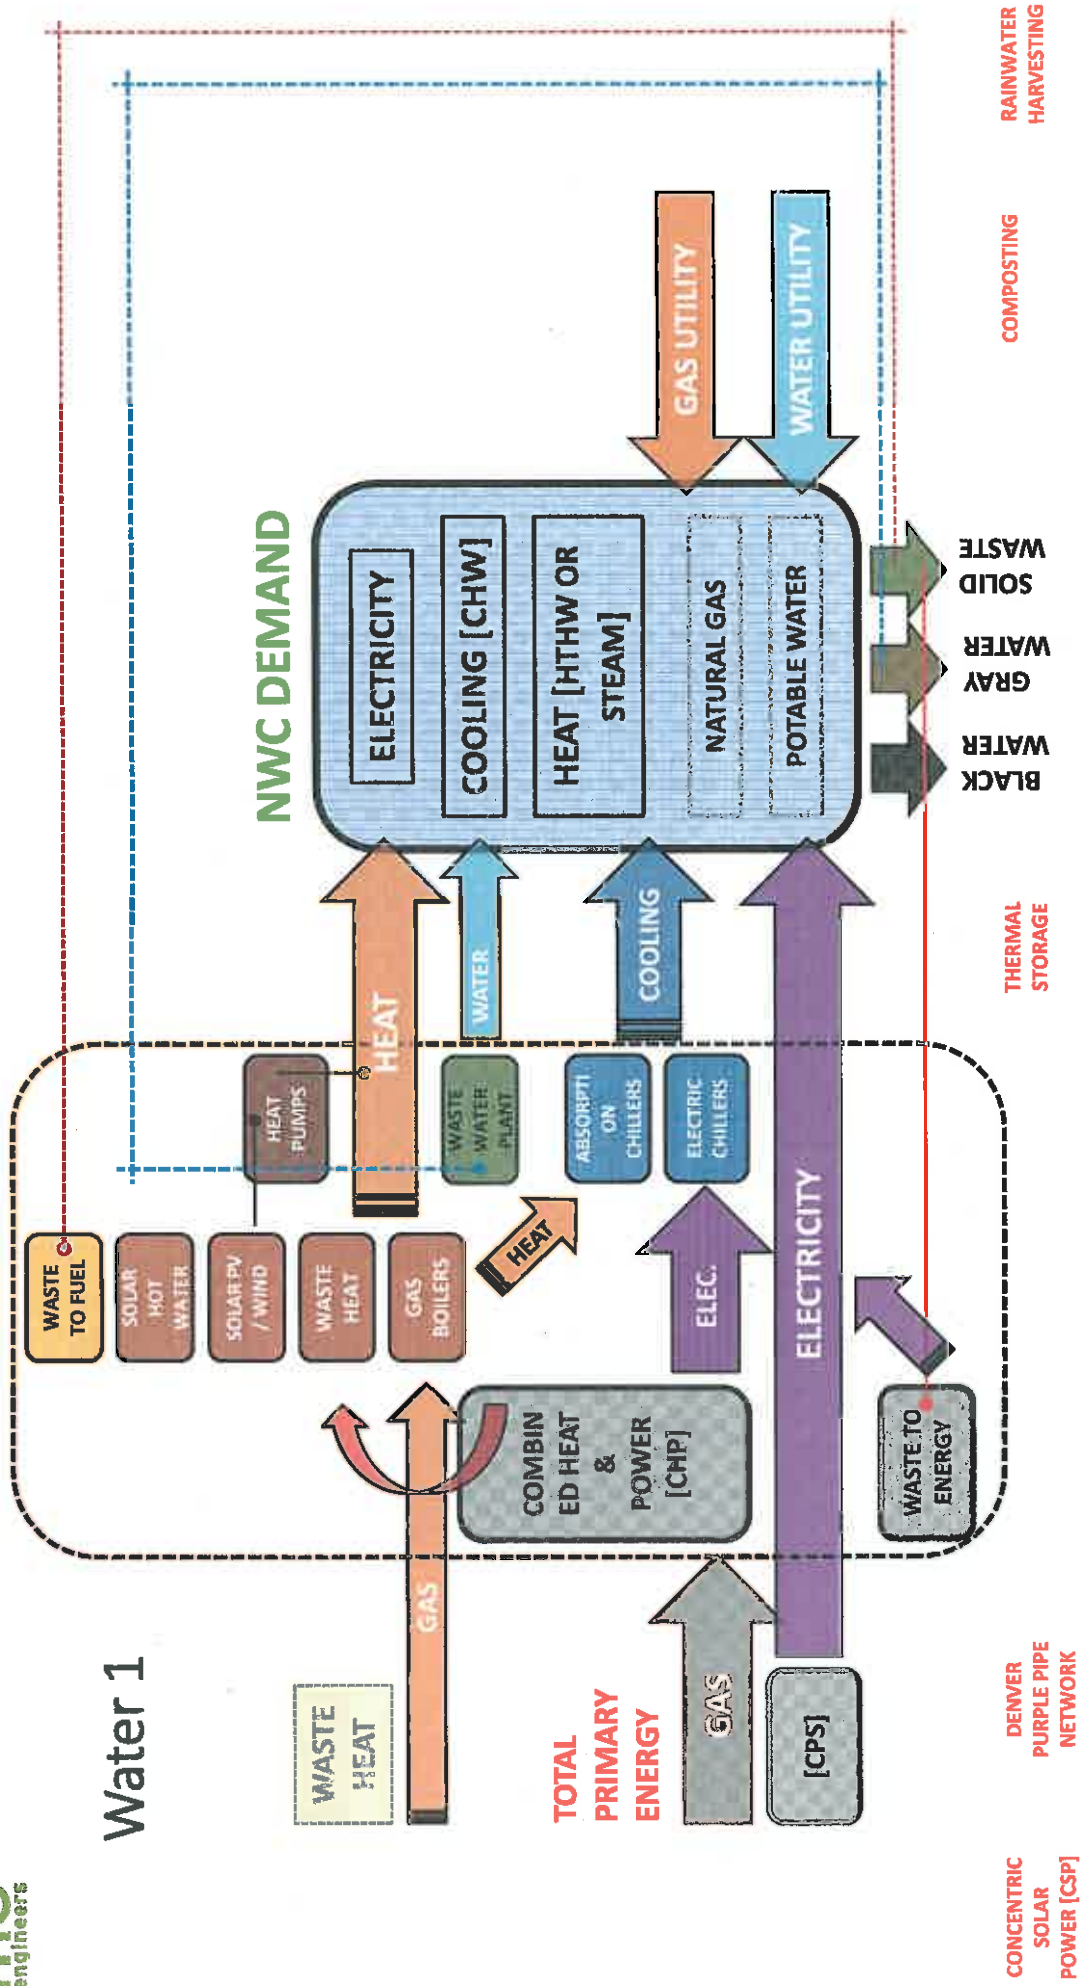 engineers
Water 1
NWC DEMAND
WASTE
TO FUEL
SOLAR
HOT
WATER
SOLAR PV
/ WIND
WASTE
HEAT
GAS
BOILERS
HEAT
PUMPS
HEAT
WATER
WASTE
WATER
PLANT
HEAT
ABSORPTI
ON
CHILLERS
ELECTRIC
CHILLERS
COOLING
ELEC.
ELECTRICITY
WASTE
HEAT
GAS
COMBIN
ED HEAT
&
POWER
[CHP]
TOTAL
PRIMARY
ENERGY
GAS
[CPS]
WASTE TO
ENERGY
ELECTRICITY
COOLING [CHW]
HEAT [HTHW OR
STEAM]
NATURAL GAS
POTABLE WATER
GAS UTILITY
WATER UTILITY
BLACK
WATER
GRAY
WATER
SOLID
WASTE
CONCENTRIC
SOLAR
POWER [CSP]
DENVER
PURPLE PIPE
NETWORK
THERMAL
STORAGE
COMPOSTING
RAINWATER
HARVESTING